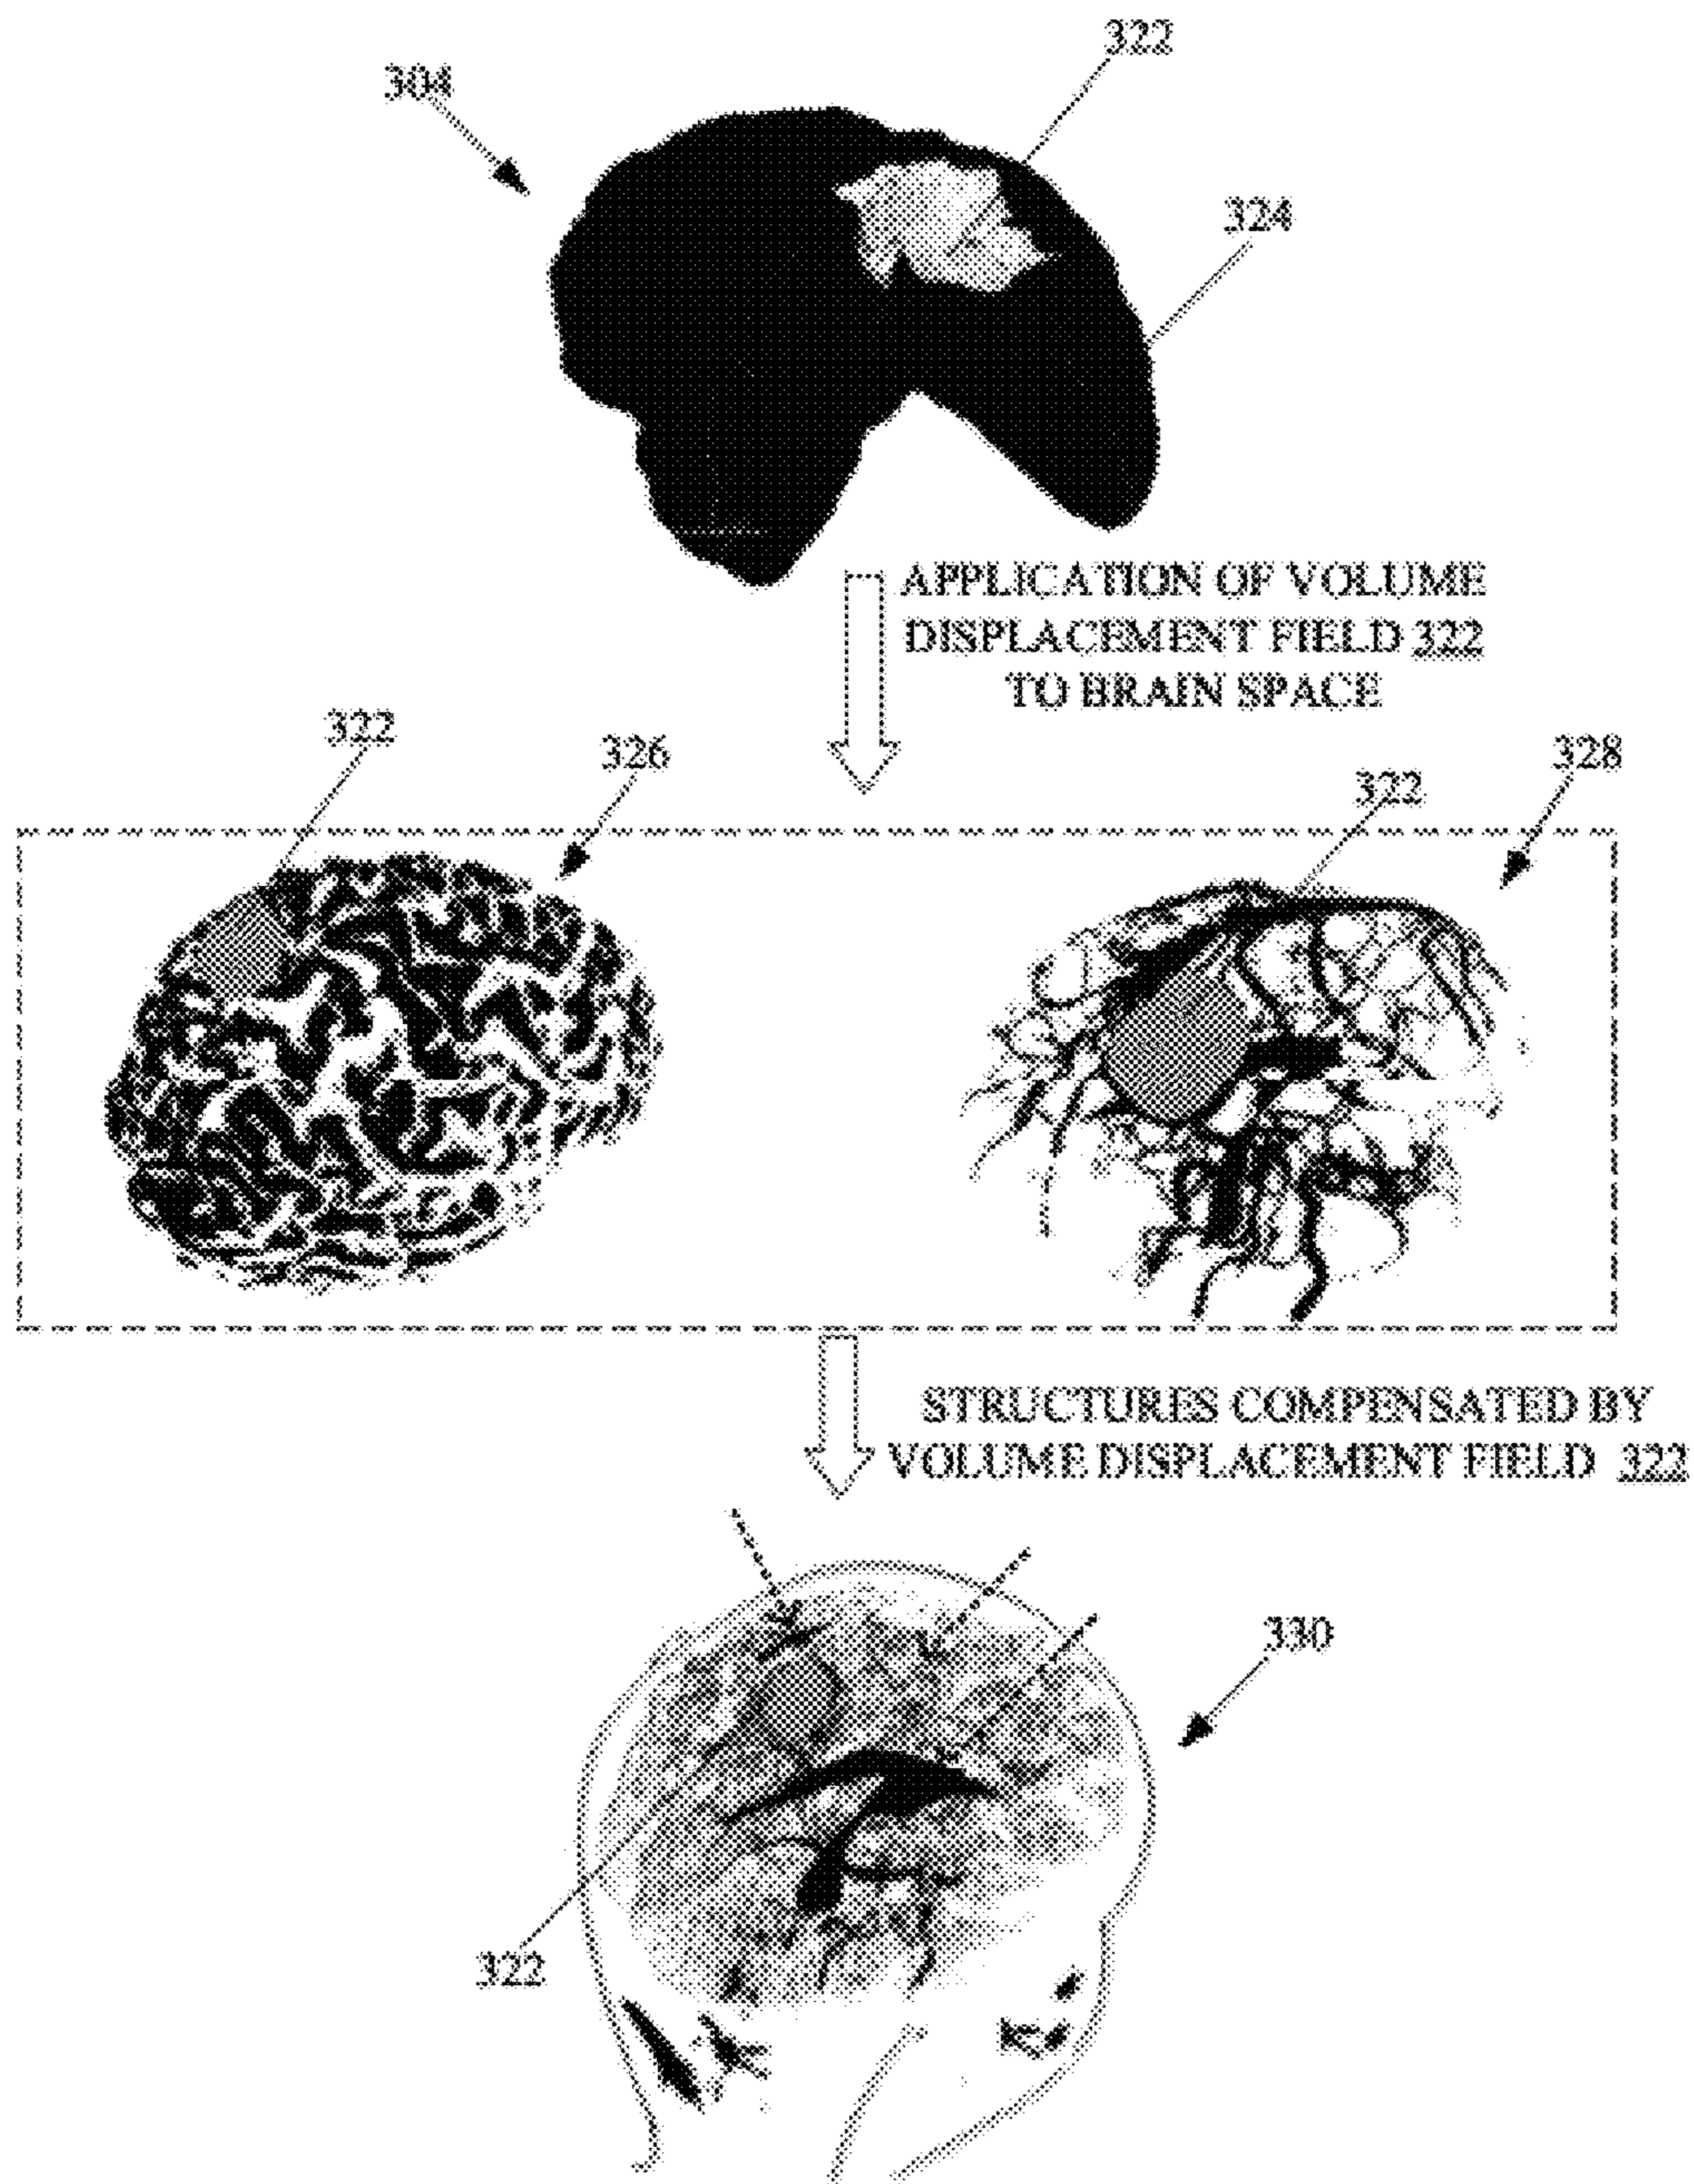 322
304
324
APPLICATION OF VOLUME
DISPLACEMENT FIELD 322
TO BRAIN SPACE
322
326
328
322
STRUCTURES COMPENSATED BY
VOLUME DISPLACEMENT FIELD 322
330
322